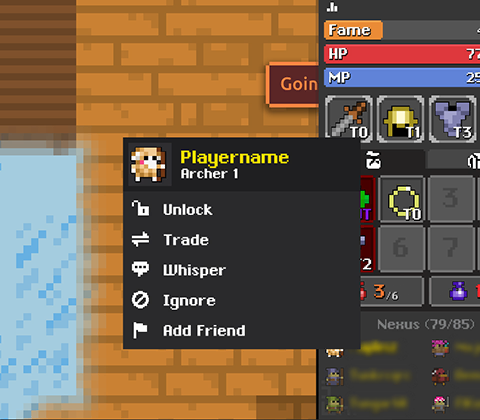 Fame
HP
MP
Goin
T0
T1
T3
Playername
Archer 1
T0
3
Unlock
Trade
6
7
Whisper
3/6
Ignore
Nexus (79/85)
Add Friend